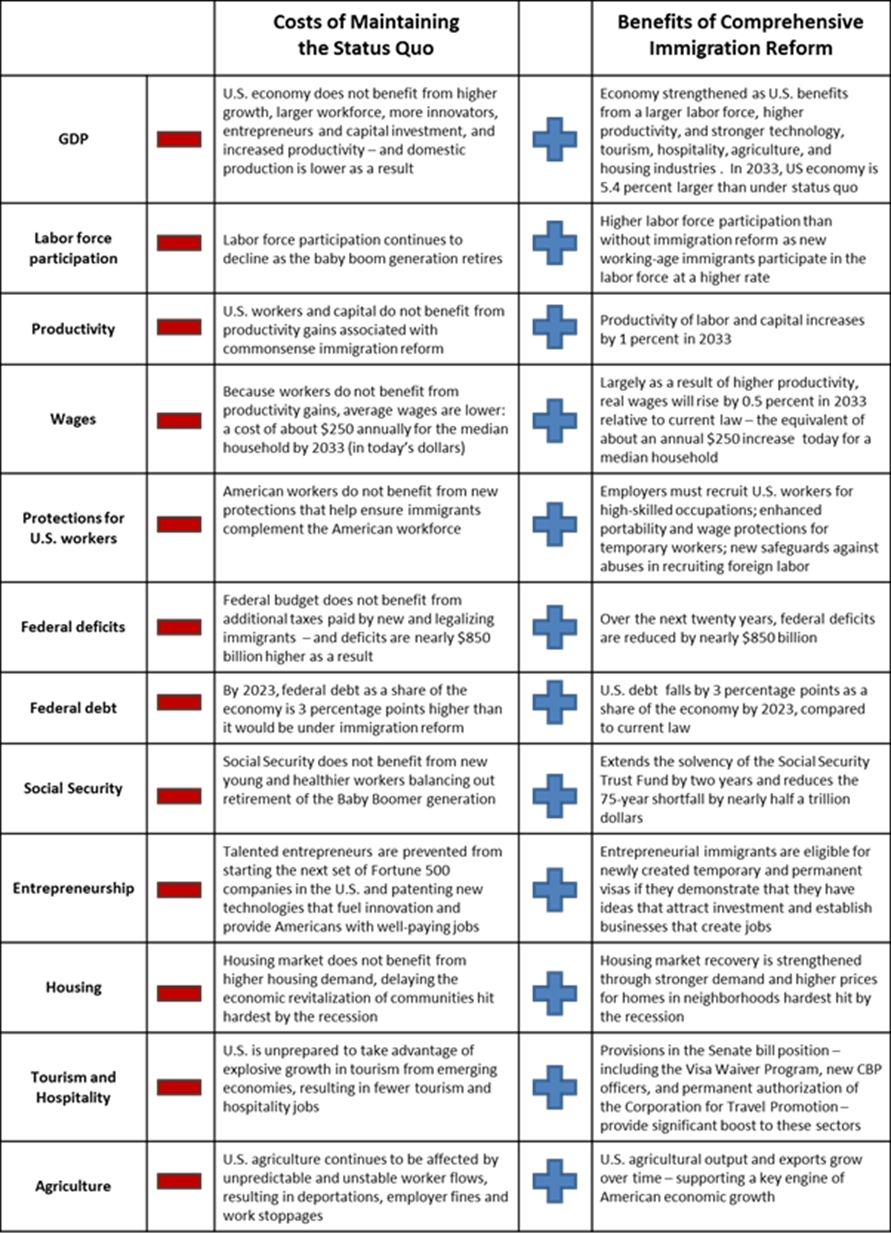 Costs of Maintaining
the Status Quo
Benefits of Comprehensive
Immigration Reform
GDP
U.S. economy does not benefit from higher
growth, larger workforce, more innovators,
entrepreneurs and capital investment, and
increased productivity – and domestic
production is lower as a result
Economy strengthened as U.S. benefits
from a larger labor force, higher
productivity, and stronger technology,
tourism, hospitality, agriculture, and
housing industries . In 2033, US economy is
5.4 percent larger than under status quo
Labor force
participation
Labor force participation continues to
decline as the baby boom generation retires
Higher labor force participation than
without immigration reform as new
working-age immigrants participate in the
labor force at a higher rate
Productivity
U.S. workers and capital do not benefit from
productivity gains associated with
commonsense immigration reform
Productivity of labor and capital increases
by 1 percent in 2033
Wages
Because workers do not benefit from
productivity gains, average wages are lower:
a cost of about $250 annually for the median
household by 2033 (in today's dollars)
Largely as a result of higher productivity,
real wages will rise by 0.5 percent in 2033
relative to current law – the equivalent of
about an annual $250 increase today for a
median household
Protections for
U.S. workers
American workers do not benefit from new
protections that help ensure immigrants
complement the American workforce
Employers must recruit U.S. workers for
high-skilled occupations; enhanced
portability and wage protections for
temporary workers; new safeguards against
abuses in recruiting foreign labor
Federal deficits
Federal budget does not benefit from
additional taxes paid by new and legalizing
immigrants – and deficits are nearly $850
billion higher as a result
Over the next twenty years, federal deficits
are reduced by nearly $850 billion
Federal debt
By 2023, federal debt as a share of the
economy is 3 percentage points higher than
it would be under immigration reform
U.S. debt falls by 3 percentage points as a
share of the economy by 2023, compared
to current law
Social Security
Social Security does not benefit from new
young and healthier workers balancing out
retirement of the Baby Boomer generation
Extends the solvency of the Social Security
Trust Fund by two years and reduces the
75-year shortfall by nearly half a trillion
dollars
Entrepreneurship
Talented entrepreneurs are prevented from
starting the next set of Fortune 500
companies in the U.S. and patenting new
technologies that fuel innovation and
provide Americans with well-paying jobs
Entrepreneurial immigrants are eligible for
newly created temporary and permanent
visas if they demonstrate that they have
ideas that attract investment and establish
businesses that create jobs
Housing
Housing market does not benefit from
higher housing demand, delaying the
economic revitalization of communities hit
hardest by the recession
Housing market recovery is strengthened
through stronger demand and higher prices
for homes in neighborhoods hardest hit by
the recession
Tourism and
Hospitality
U.S. is unprepared to take advantage of
explosive growth in tourism from emerging
economies, resulting in fewer tourism and
hospitality jobs
Provisions in the Senate bill position –
including the Visa Waiver Program, new CBP
officers, and permanent authorization of
the Corporation for Travel Promotion –
provide significant boost to these sectors
Agriculture
U.S. agriculture continues to be affected by
unpredictable and unstable worker flows,
resulting in deportations, employer fines and
work stoppages
U.S. agricultural output and exports grow
over time – supporting a key engine of
American economic growth